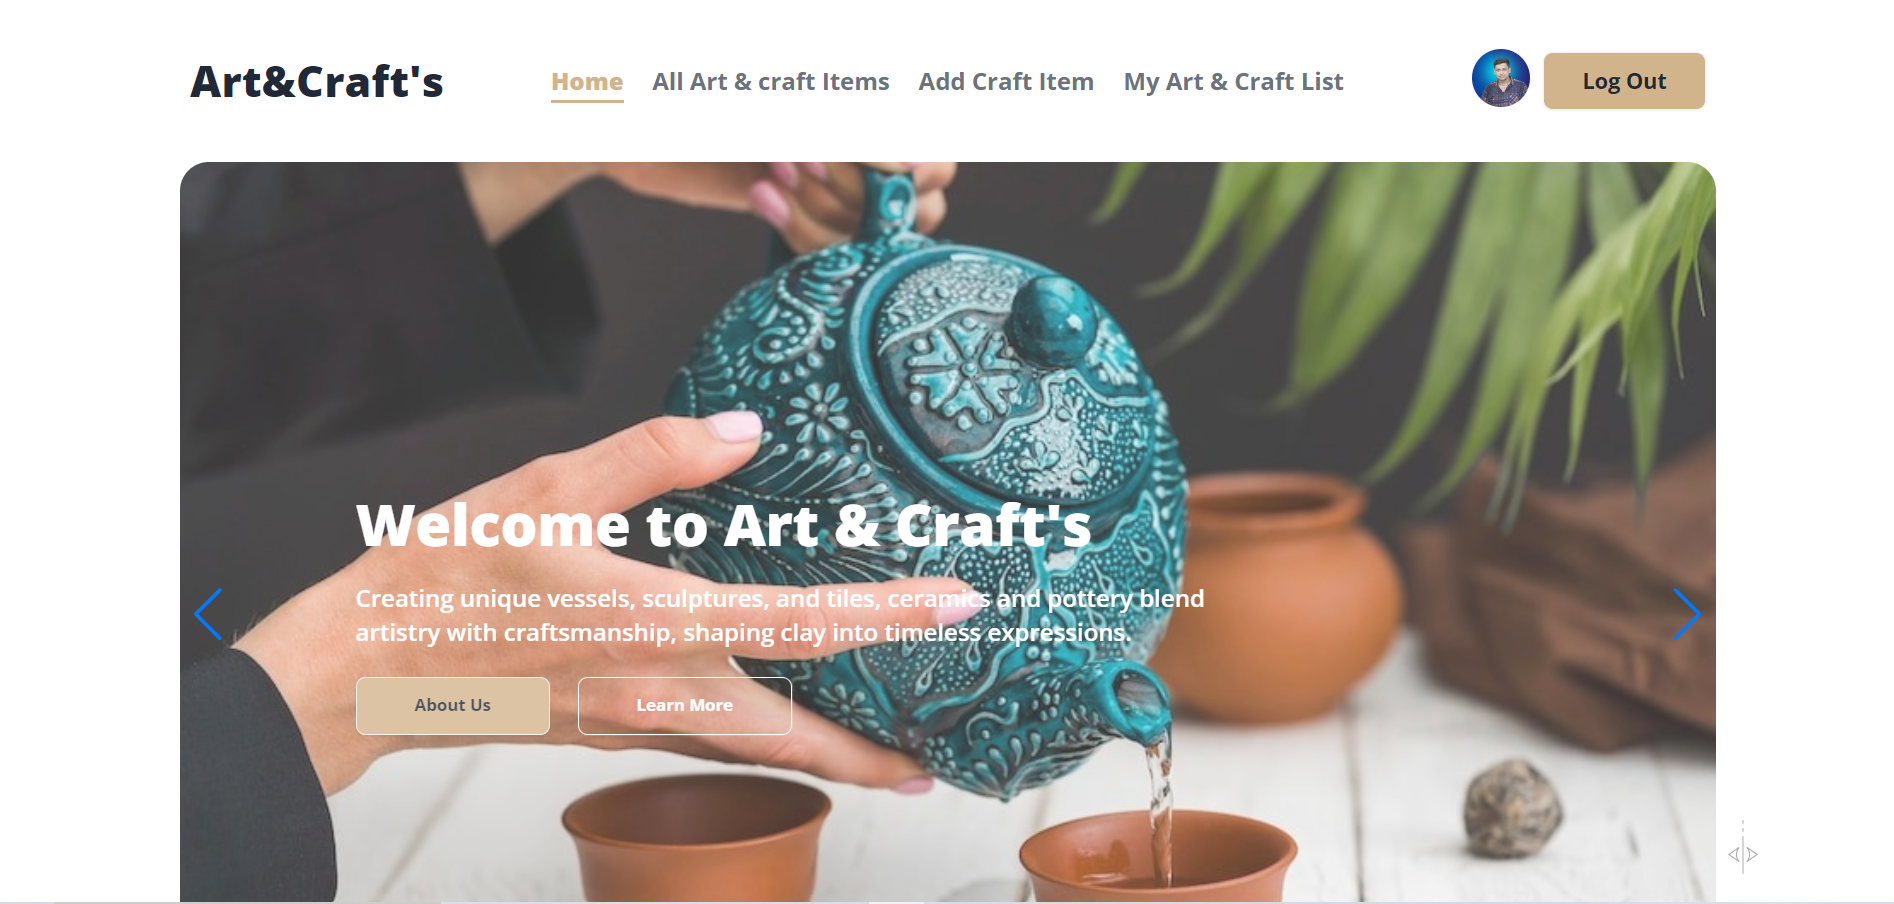 Art&Craft's
Home
All Art & craft Items
Add Craft Item
My Art & Craft List
Log Out
Welcome to Art & Craft's
Creating unique vessels, sculptures, and tiles, ceramics and pottery blend
artistry with craftsmanship, shaping clay into timeless expressions.
About Us
Learn More